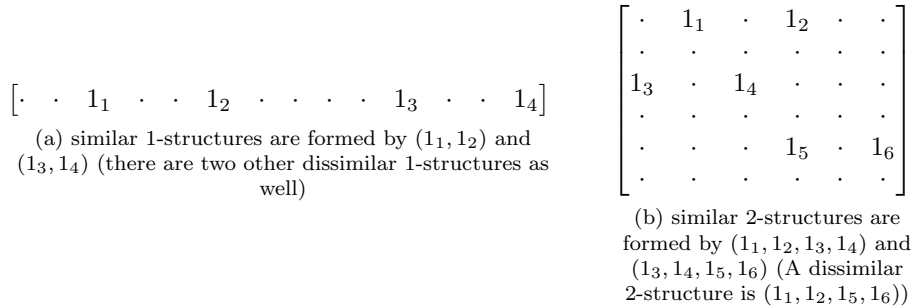 [· · 1₁ · · 1₂ · · · · 1₃ · · 1₄]
(a) similar 1-structures are formed by (1₁, 1₂) and
(1₃, 1₄) (there are two other dissimilar 1-structures as
well)
· 1₁ · 1₂ · ·
· · · · · ·
1₃ · 1₄ · · ·
· · · · · ·
· · · 1₅ · 1₆
· · · · · ·
(b) similar 2-structures are
formed by (1₁, 1₂, 1₃, 1₄) and
(1₃, 1₄, 1₅, 1₆) (A dissimilar
2-structure is (1₁, 1₂, 1₅, 1₆))